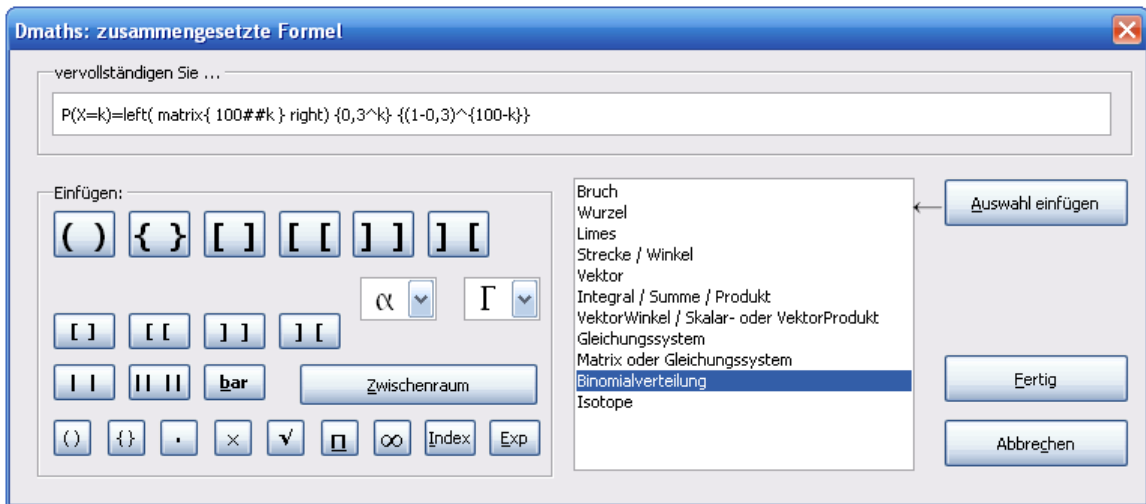 Dmaths: zusammengesetzte Formel
vervollständigen Sie ...
P(X=k)=left( matrix{ 100##k } right) {0,3^k} {(1-0,3)^{100-k}}
Einfügen:
( ) { } [ ] [ [ ] ] ] [
α Γ
[ ] [ [ ] ] ] [
| | || || bar Zwischenraum
() {} · × √ ∏ ∞ Index Exp
Bruch
Wurzel
Limes
Strecke / Winkel
Vektor
Integral / Summe / Produkt
VektorWinkel / Skalar- oder VektorProdukt
Gleichungssystem
Matrix oder Gleichungssystem
Binomialverteilung
Isotope
← Auswahl einfügen
Fertig
Abbrechen